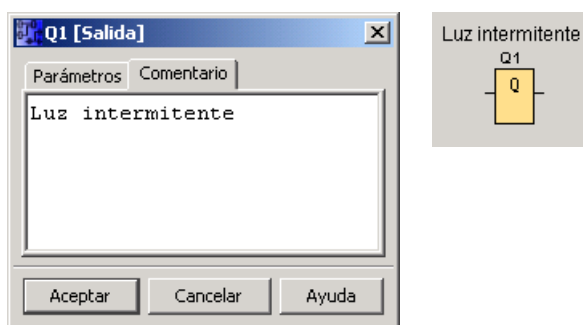 Q1 [Salida]
Parámetros Comentario
Luz intermitente
Aceptar Cancelar Ayuda
Luz intermitente
Q1
Q